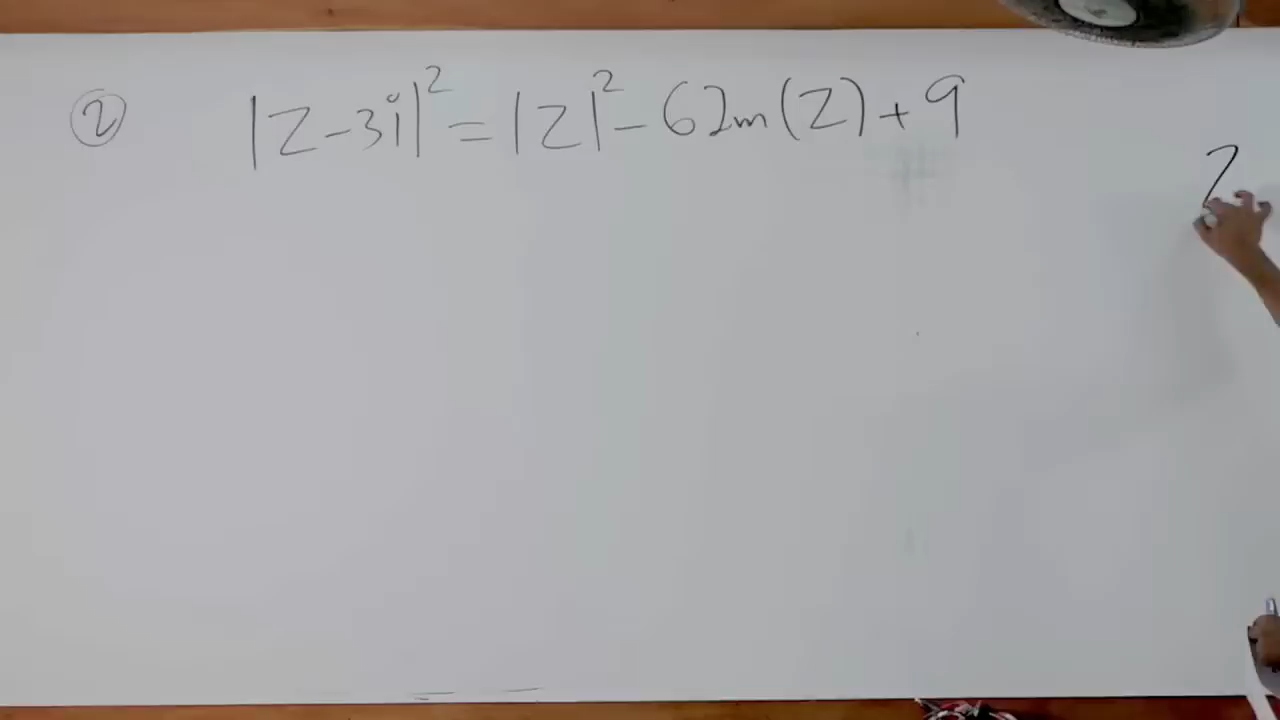 ② |Z-3i|² = |Z|² - 6Im(Z) + 9